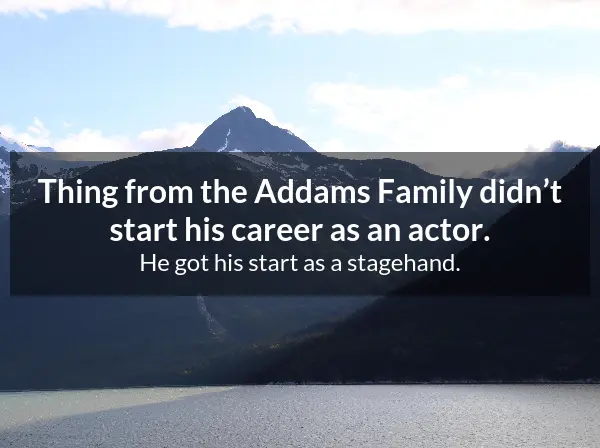 Thing from the Addams Family didn’t
start his career as an actor.
He got his start as a stagehand.